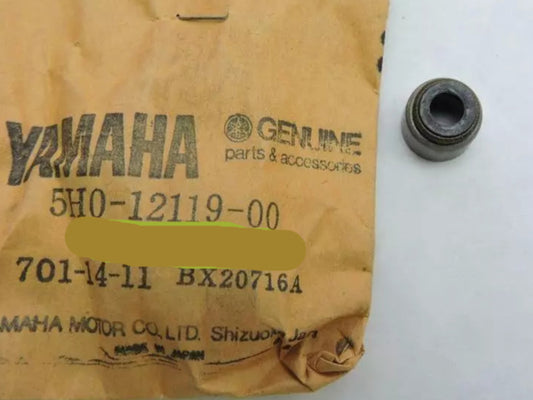 YAMAHA GENUINE
parts & accessories
5H0-12119-00
701-14-11 BX20716A
YAMAHA MOTOR CO., LTD. Shizuoka Japan
MADE IN JAPAN